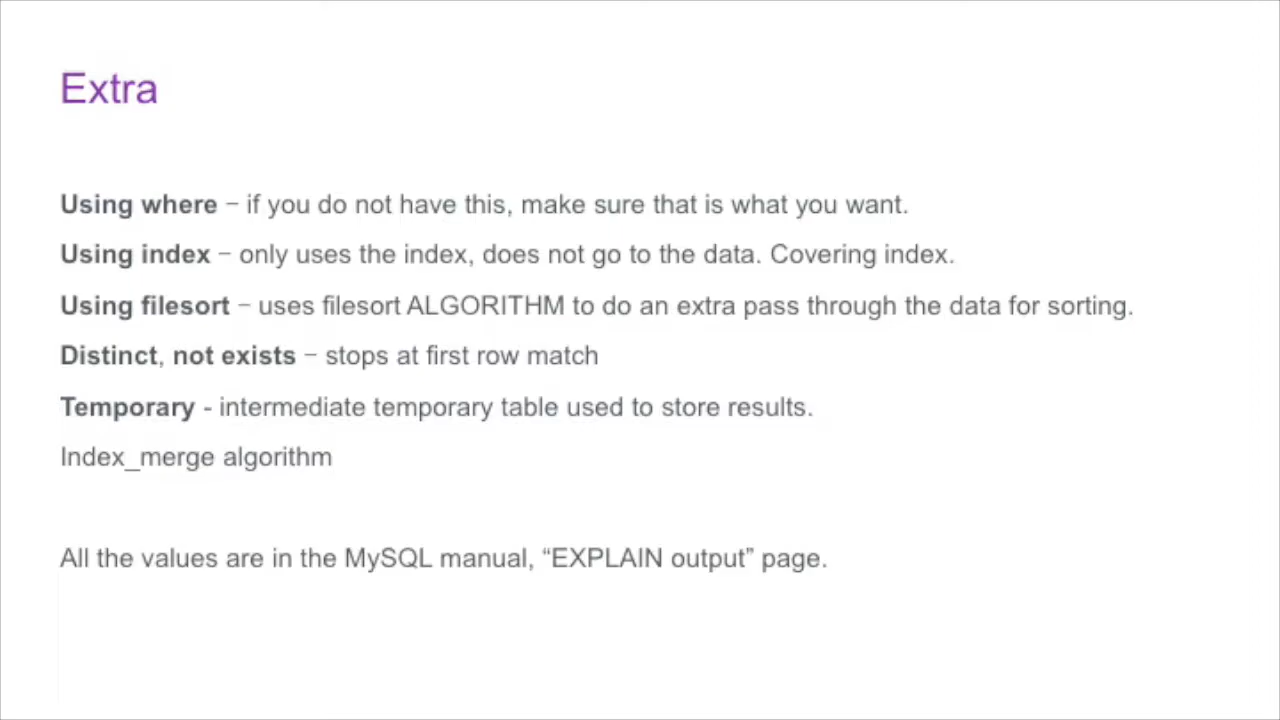 Extra
Using where – if you do not have this, make sure that is what you want.
Using index – only uses the index, does not go to the data. Covering index.
Using filesort – uses filesort ALGORITHM to do an extra pass through the data for sorting.
Distinct, not exists – stops at first row match
Temporary - intermediate temporary table used to store results.
Index_merge algorithm
All the values are in the MySQL manual, “EXPLAIN output” page.